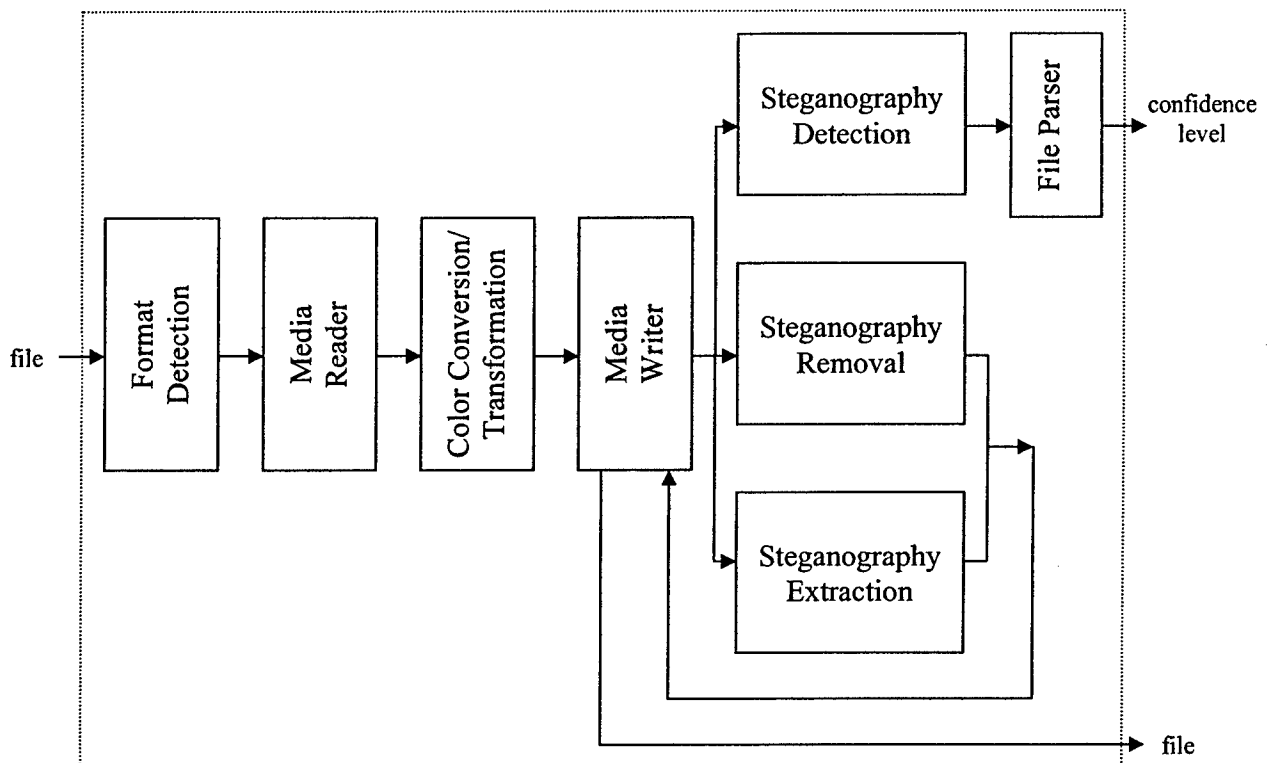 file
Format
Detection
Media
Reader
Color Conversion/
Transformation
Media
Writer
Steganography
Detection
File Parser
confidence
level
Steganography
Removal
Steganography
Extraction
file